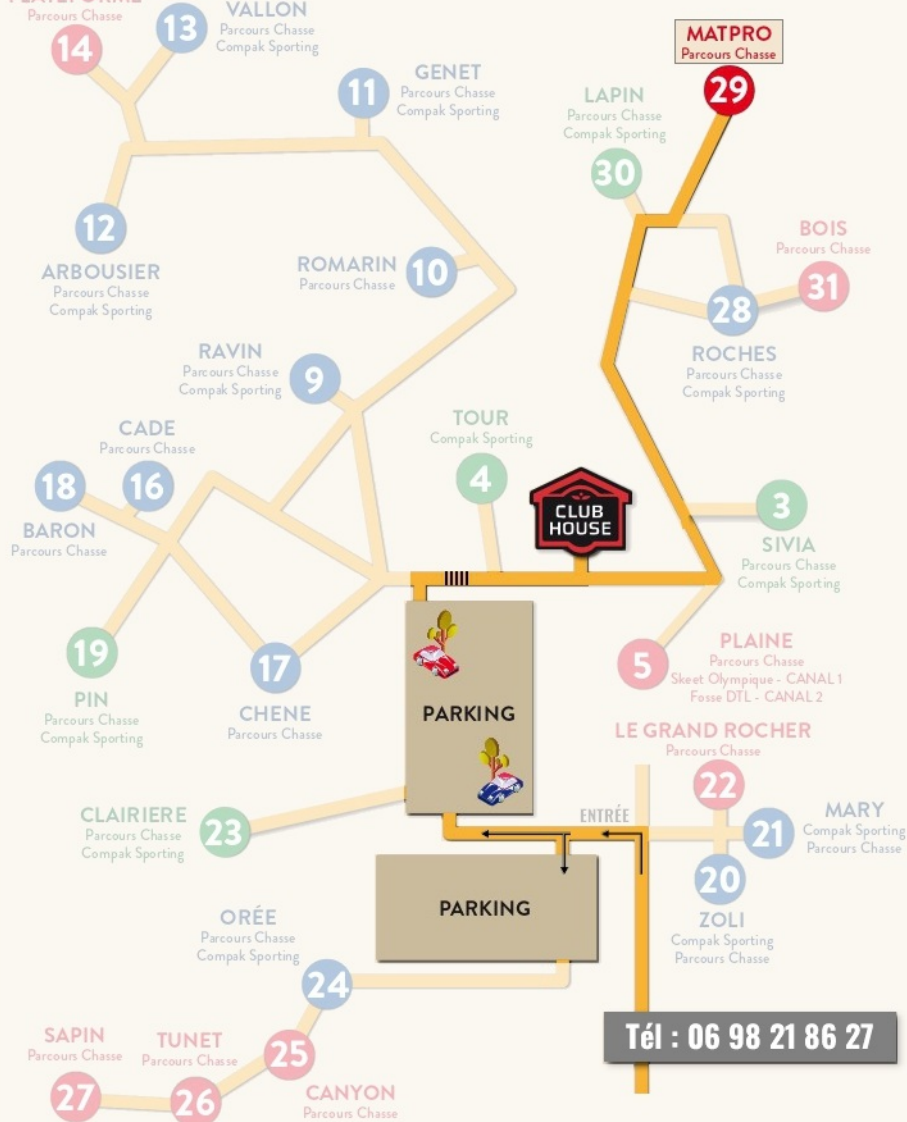 PLATEFORME
Parcours Chasse
14
13
VALLON
Parcours Chasse
Compak Sporting
11
GENET
Parcours Chasse
Compak Sporting
MATPRO
Parcours Chasse
29
LAPIN
Parcours Chasse
Compak Sporting
30
12
ARBOUSIER
Parcours Chasse
Compak Sporting
ROMARIN
Parcours Chasse
10
BOIS
Parcours Chasse
31
28
ROCHES
Parcours Chasse
Compak Sporting
RAVIN
Parcours Chasse
Compak Sporting
9
TOUR
Compak Sporting
4
CADE
Parcours Chasse
16
18
BARON
Parcours Chasse
CLUB
HOUSE
3
SIVIA
Parcours Chasse
Compak Sporting
19
PIN
Parcours Chasse
Compak Sporting
17
CHENE
Parcours Chasse
5
PLAINE
Parcours Chasse
Skeet Olympique - CANAL 1
Fosse DTL - CANAL 2
PARKING
LE GRAND ROCHER
Parcours Chasse
22
CLAIRIERE
Parcours Chasse
Compak Sporting
23
ENTRÉE
21
MARY
Compak Sporting
Parcours Chasse
20
ZOLI
Compak Sporting
Parcours Chasse
PARKING
ORÉE
Parcours Chasse
Compak Sporting
24
Tél : 06 98 21 86 27
SAPIN
Parcours Chasse
27
TUNET
Parcours Chasse
26
25
CANYON
Parcours Chasse